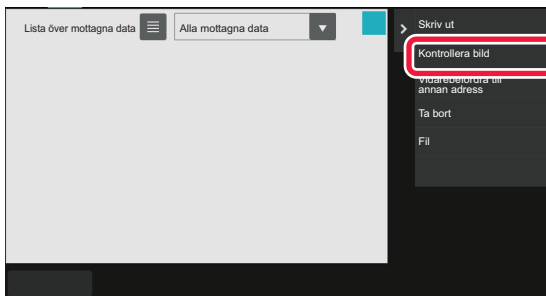 Lista över mottagna data
Alla mottagna data
Skriv ut
Kontrollera bild
Vidarebefordra till
annan adress
Ta bort
Fil